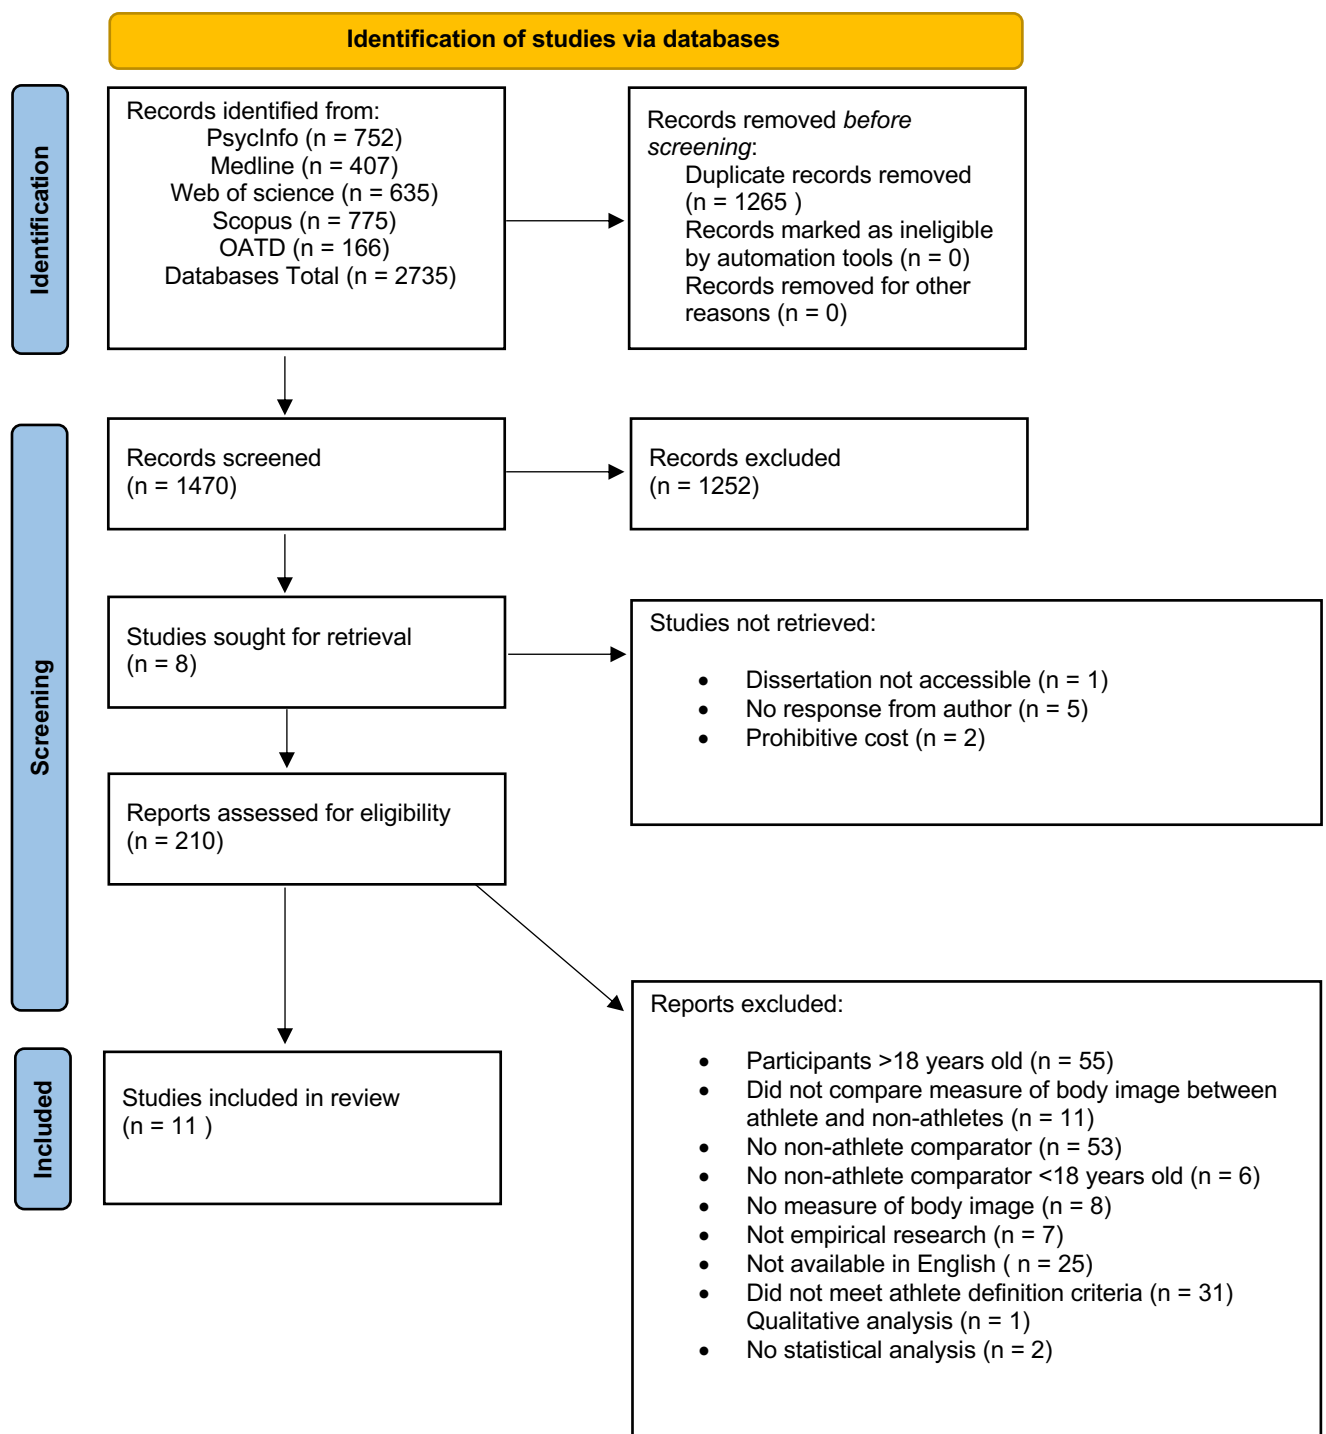 Identification of studies via databases
Identification
Records identified from:
PsycInfo (n = 752)
Medline (n = 407)
Web of science (n = 635)
Scopus (n = 775)
OATD (n = 166)
Databases Total (n = 2735)
Records removed before
screening:
Duplicate records removed
(n = 1265 )
Records marked as ineligible
by automation tools (n = 0)
Records removed for other
reasons (n = 0)
Screening
Records screened
(n = 1470)
Records excluded
(n = 1252)
Studies sought for retrieval
(n = 8)
Studies not retrieved:
• Dissertation not accessible (n = 1)
• No response from author (n = 5)
• Prohibitive cost (n = 2)
Reports assessed for eligibility
(n = 210)
Reports excluded:
• Participants >18 years old (n = 55)
• Did not compare measure of body image between
athlete and non-athletes (n = 11)
• No non-athlete comparator (n = 53)
• No non-athlete comparator <18 years old (n = 6)
• No measure of body image (n = 8)
• Not empirical research (n = 7)
• Not available in English ( n = 25)
• Did not meet athlete definition criteria (n = 31)
Qualitative analysis (n = 1)
• No statistical analysis (n = 2)
Included
Studies included in review
(n = 11 )